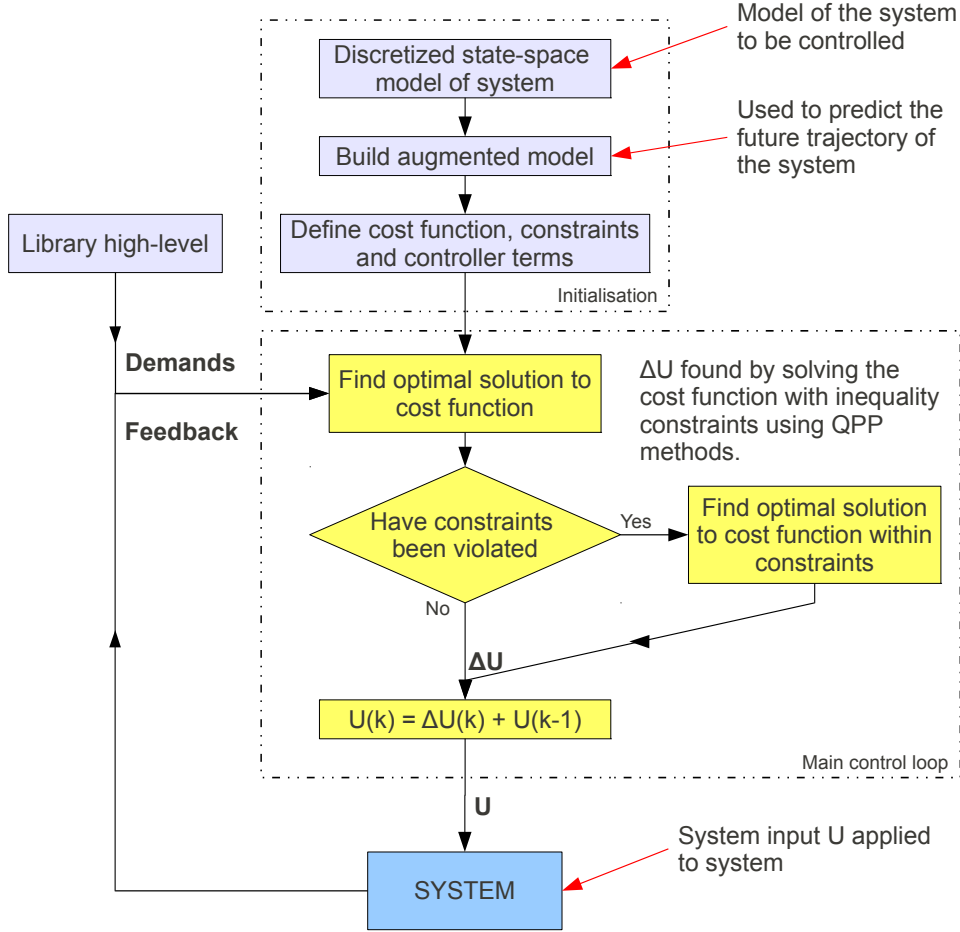 Model of the system
to be controlled
Discretized state-space
model of system
Used to predict the
future trajectory of
the system
Build augmented model
Library high-level
Define cost function, constraints
and controller terms
Initialisation
Demands
Feedback
Find optimal solution to
cost function
ΔU found by solving the
cost function with inequality
constraints using QPP
methods.
Have constraints
been violated
Yes
Find optimal solution
to cost function within
constraints
No
ΔU
U(k) = ΔU(k) + U(k-1)
Main control loop
U
System input U applied
to system
SYSTEM